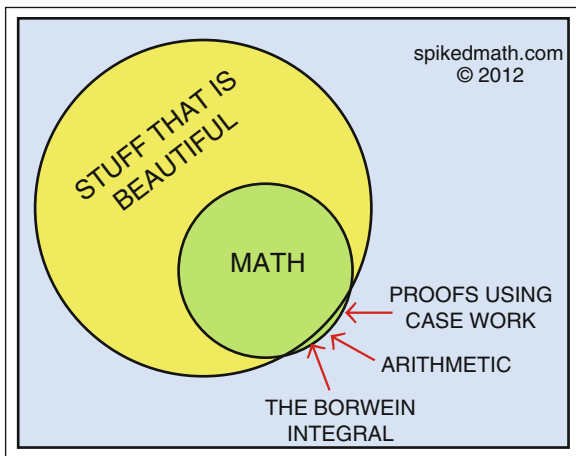 spikedmath.com
© 2012
STUFF THAT IS
BEAUTIFUL
MATH
PROOFS USING
CASE WORK
ARITHMETIC
THE BORWEIN
INTEGRAL